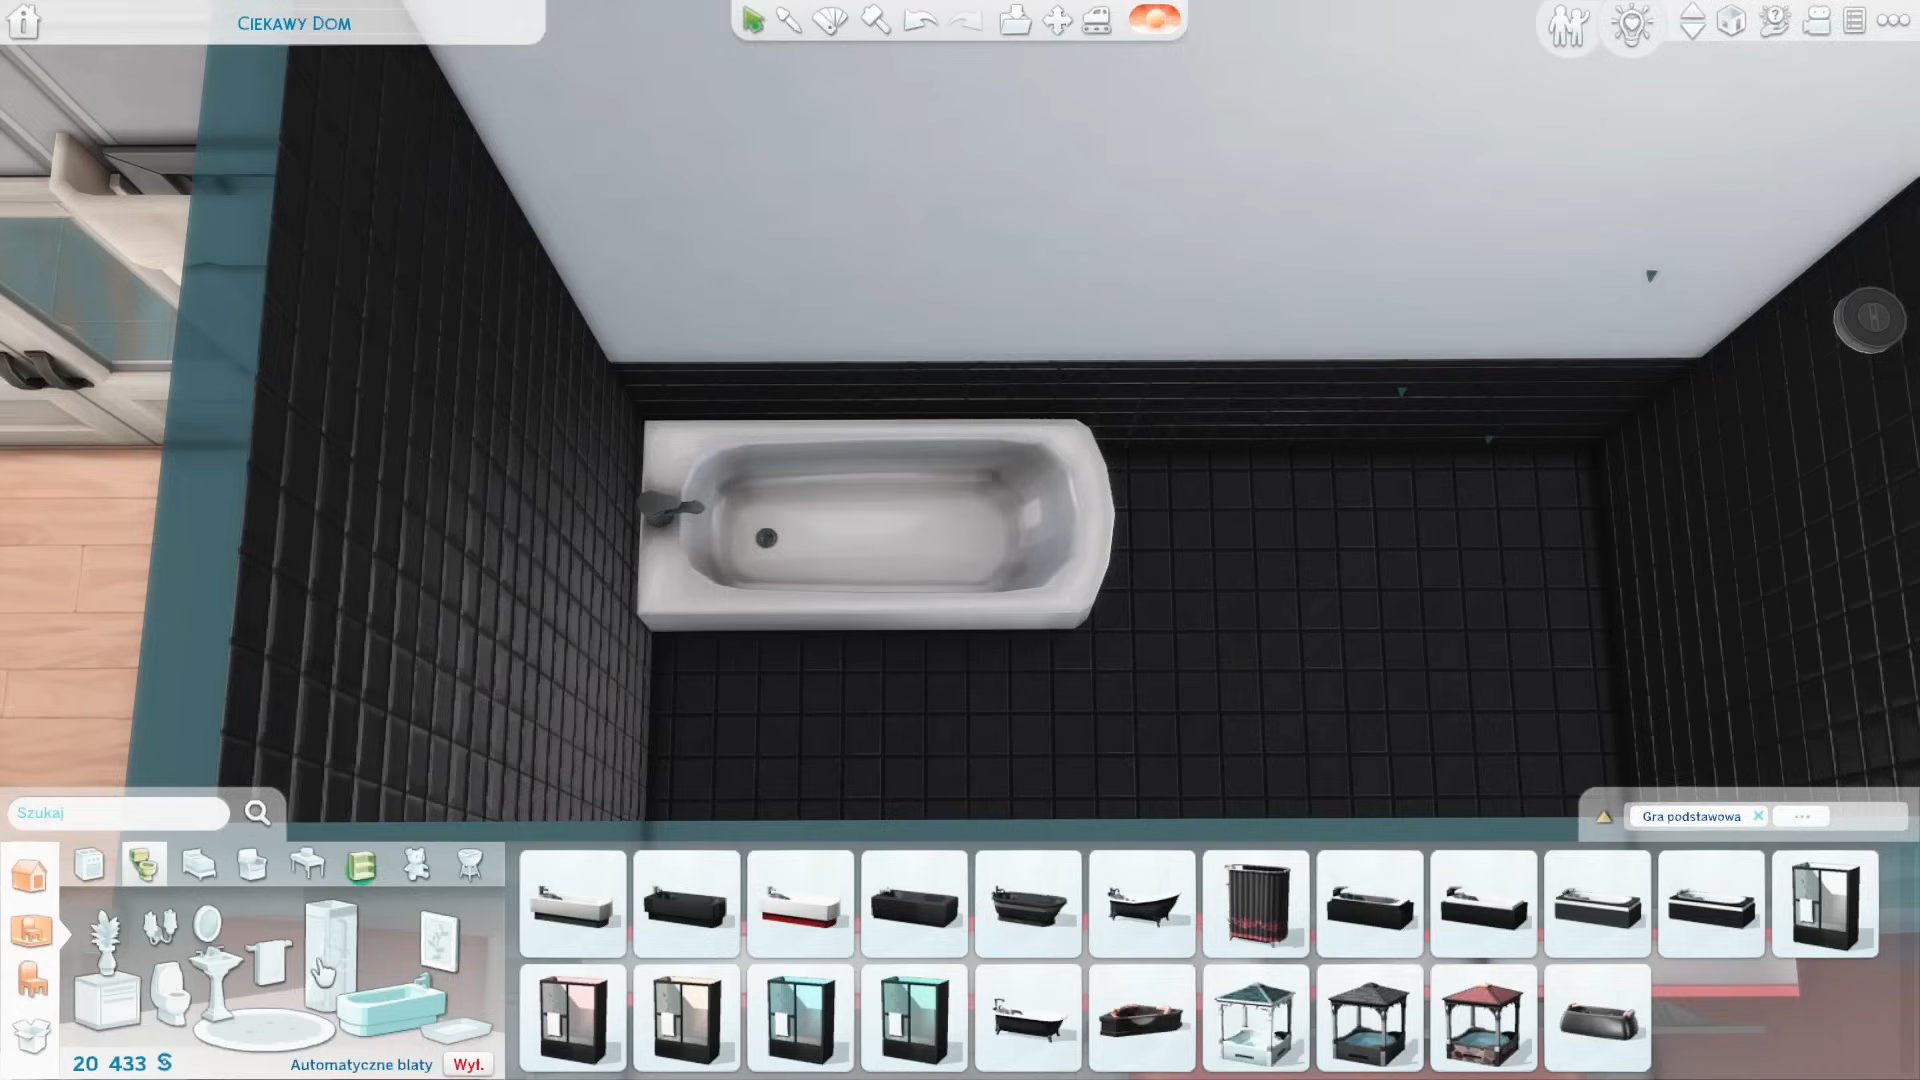 Ciekawy Dom
Szukaj
Gra podstawowa
20 433
Automatyczne blaty
Wył.